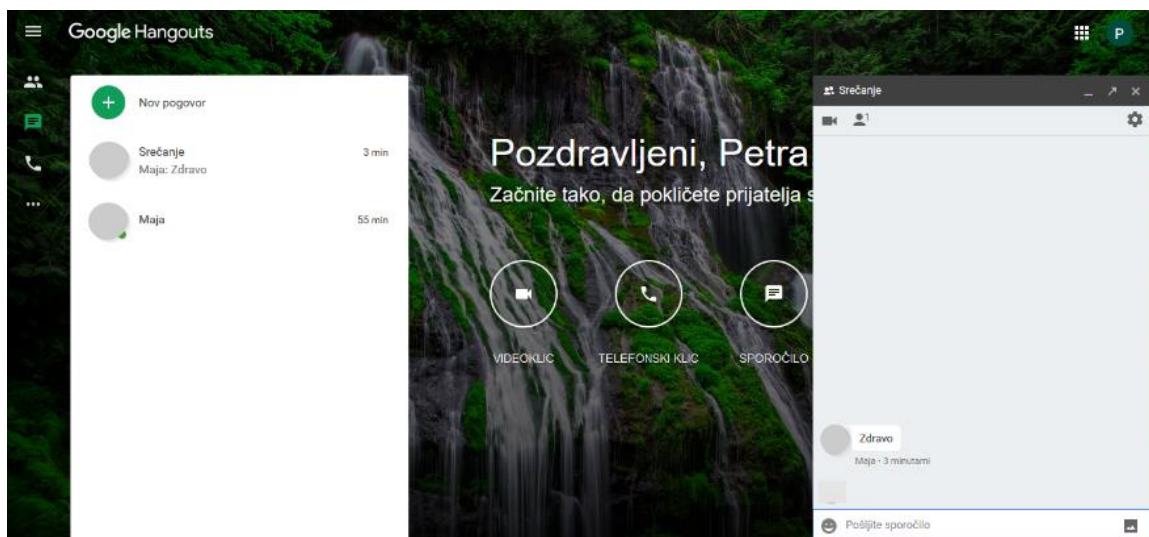 Google Hangouts
P
Nov pogovor
Srečanje
3 min
Maja: Zdravo
Maja
55 min
Pozdravljeni, Petra
Začnite tako, da pokličete prijatelja s
VIDEOKLIC
TELEFONSKI KLIC
SPOROČILO
Srečanje
1
Zdravo
Maja • 3 minutami
Pošljite sporočilo